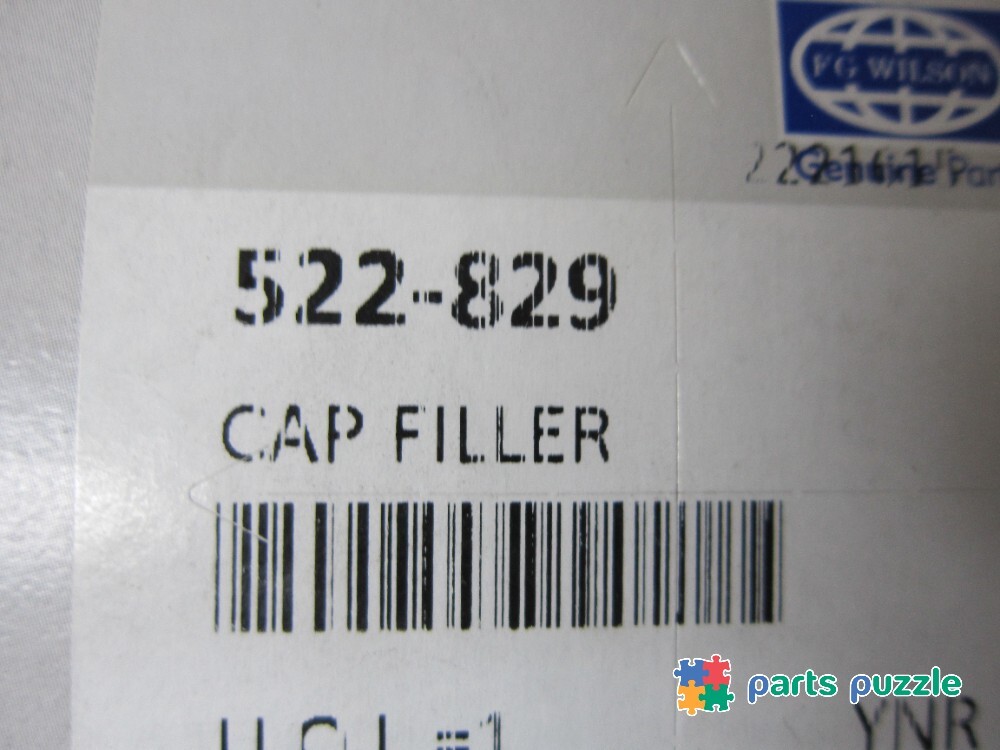 FG WILSON
Genuine Par
522-829
CAP FILLER
parts puzzle
YNR